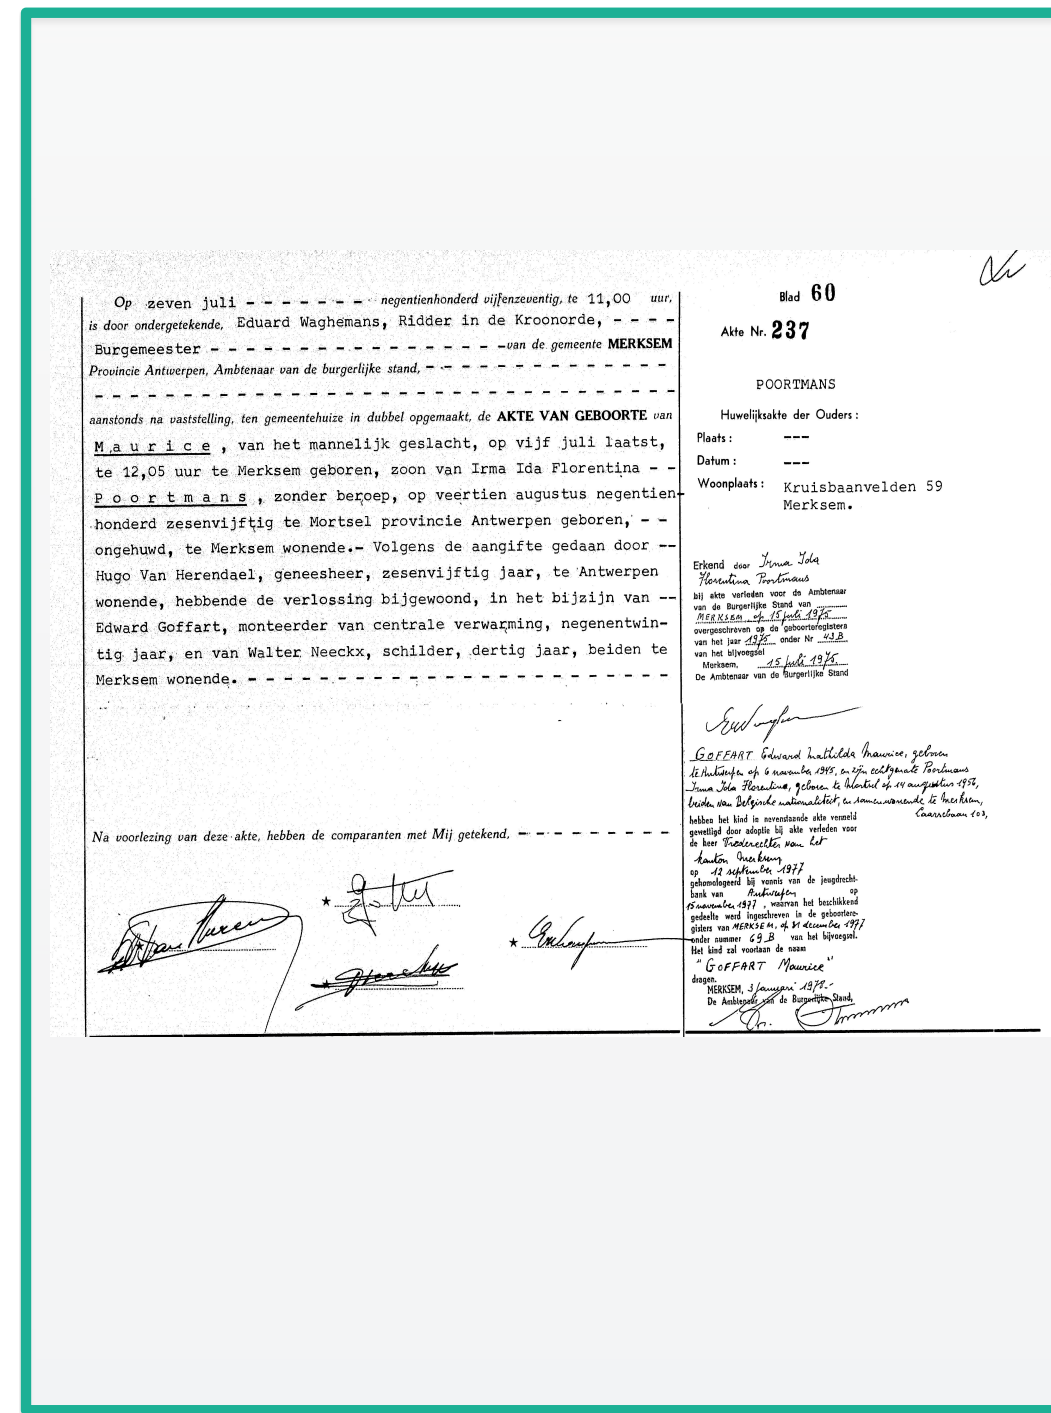 Op zeven juli - - - - - - - negentienhonderd vijfenzeventig, te 11,00 uur,
is door ondergetekende, Eduard Waghemans, Ridder in de Kroonorde, - - - -
Burgemeester - - - - - - - - - - - - - - - - van de gemeente MERKSEM
Provincie Antwerpen, Ambtenaar van de burgerlijke stand, - - - - - - - - - - - -
aanstonds na vaststelling, ten gemeentehuize in dubbel opgemaakt, de AKTE VAN GEBOORTE van
M a u r i c e , van het mannelijk geslacht, op vijf juli laatst,
te 12,05 uur te Merksem geboren, zoon van Irma Ida Florentina - -
P o o r t m a n s , zonder beroep, op veertien augustus negentien-
honderd zesenvijftig te Mortsel provincie Antwerpen geboren, - -
ongehuwd, te Merksem wonende.- Volgens de aangifte gedaan door --
Hugo Van Herendael, geneesheer, zesenvijftig jaar, te Antwerpen
wonende, hebbende de verlossing bijgewoond, in het bijzijn van --
Edward Goffart, monteerder van centrale verwarming, negenentwin-
tig jaar, en van Walter Neeckx, schilder, dertig jaar, beiden te
Merksem wonende. - - - - - - - - - - - - - - - - - - - - - - -
Na voorlezing van deze akte, hebben de comparanten met Mij getekend, - - - - - - - - -
Blad 60
Akte Nr. 237
POORTMANS
Huwelijksakte der Ouders :
Plaats : ---
Datum : ---
Woonplaats : Kruisbaanvelden 59
Merksem.
Erkend door Irma Ida
Florentina Poortmans
bij akte verleden voor de Ambtenaar
van de Burgerlijke Stand van
MERKSEM op 15 juli 1975
overgeschreven op de geboorteregisters
van het jaar 1975 onder Nr 43B
van het bijvoegsel
Merksem, 15 juli 1975.
De Ambtenaar van de Burgerlijke Stand
GOFFART Edward Mathilda Maurice, geboren
te Antwerpen op 6 november 1945, en zijn echtgenote Poortmans
Irma Ida Florentina, geboren te Mortsel op 14 augustus 1956,
beiden van Belgische nationaliteit, en samenwonende te Merksem,
Laarsebaan 103,
hebben het kind in nevenstaande akte vermeld
gewettigd door adoptie bij akte verleden voor
de heer Vrederechter van het
kanton Merksem
op 12 september 1977
gehomologeerd bij vonnis van de jeugdrecht-
bank van Antwerpen op
15 november 1977, waarvan het beschikkend
gedeelte werd ingeschreven in de geboortere-
gisters van MERKSEM, op 31 december 1977
onder nummer 69 B van het bijvoegsel.
Het kind zal voortaan de naam
"GOFFART Maurice"
dragen.
MERKSEM, 3 januari 1978.-
De Ambtenaar van de Burgerlijke Stand,